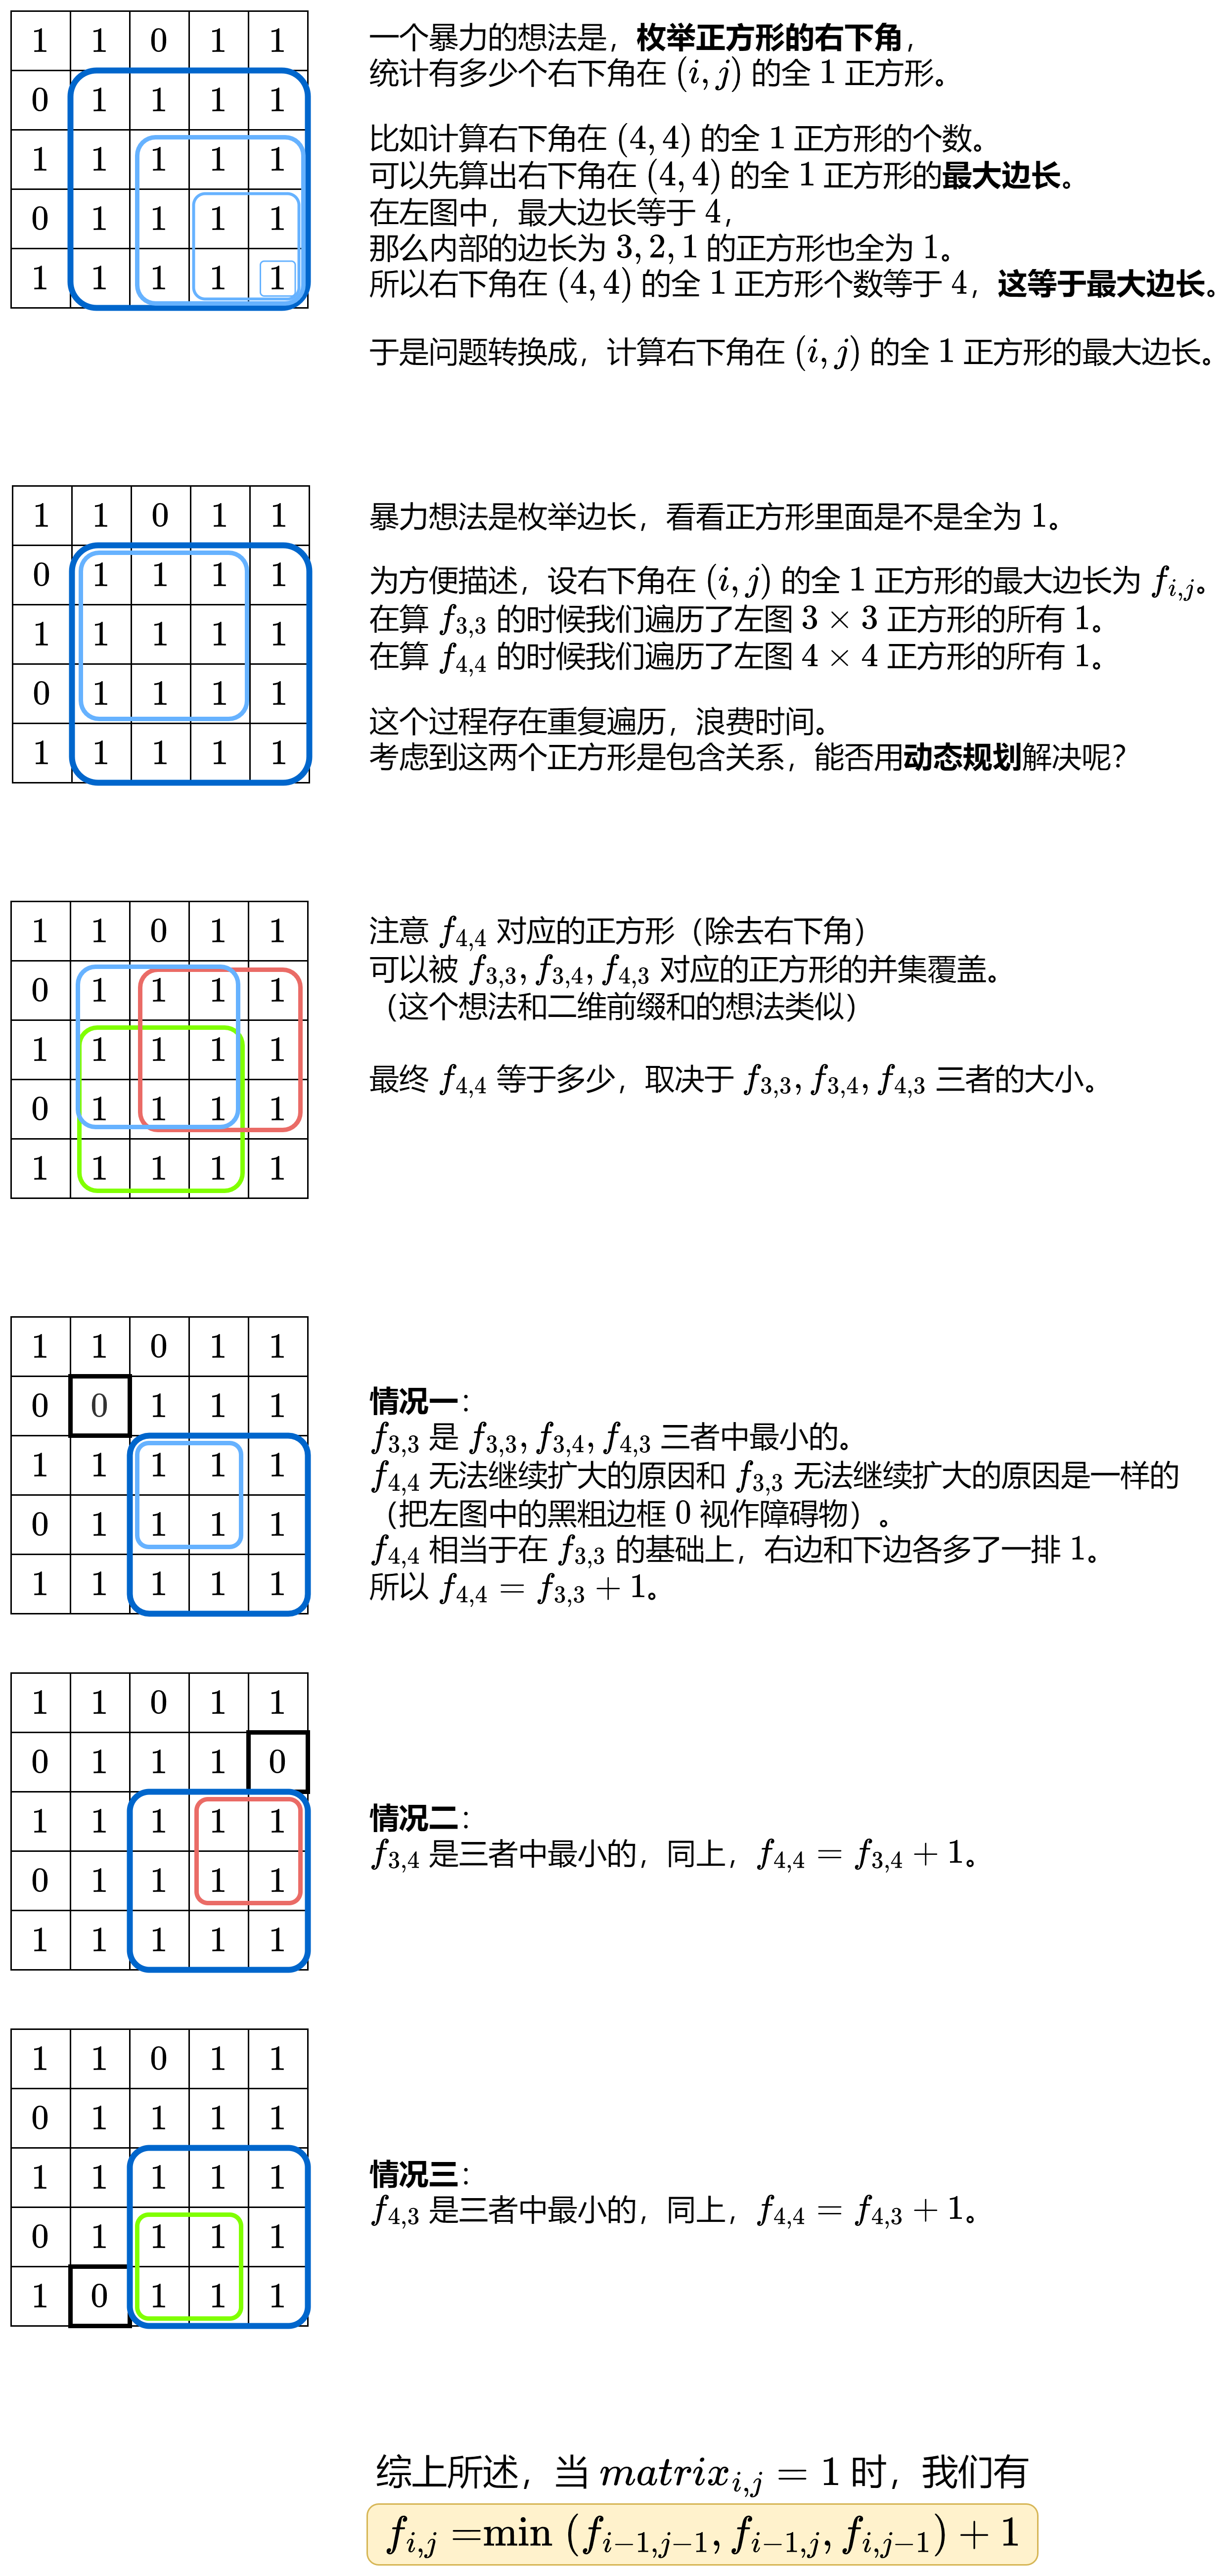 1 1 0 1 1
0 1 1 1 1
1 1 1 1 1
0 1 1 1 1
1 1 1 1 1
一个暴力的想法是，枚举正方形的右下角，
统计有多少个右下角在 (i, j) 的全 1 正方形。
比如计算右下角在 (4, 4) 的全 1 正方形的个数。
可以先算出右下角在 (4, 4) 的全 1 正方形的最大边长。
在左图中，最大边长等于 4，
那么内部的边长为 3, 2, 1 的正方形也全为 1。
所以右下角在 (4, 4) 的全 1 正方形个数等于 4，这等于最大边长。
于是问题转换成，计算右下角在 (i, j) 的全 1 正方形的最大边长。
1 1 0 1 1
0 1 1 1 1
1 1 1 1 1
0 1 1 1 1
1 1 1 1 1
暴力想法是枚举边长，看看正方形里面是不是全为 1。
为方便描述，设右下角在 (i, j) 的全 1 正方形的最大边长为 f_{i,j}。
在算 f_{3,3} 的时候我们遍历了左图 3 × 3 正方形的所有 1。
在算 f_{4,4} 的时候我们遍历了左图 4 × 4 正方形的所有 1。
这个过程存在重复遍历，浪费时间。
考虑到这两个正方形是包含关系，能否用动态规划解决呢？
1 1 0 1 1
0 1 1 1 1
1 1 1 1 1
0 1 1 1 1
1 1 1 1 1
注意 f_{4,4} 对应的正方形（除去右下角）
可以被 f_{3,3}, f_{3,4}, f_{4,3} 对应的正方形的并集覆盖。
（这个想法和二维前缀和的想法类似）
最终 f_{4,4} 等于多少，取决于 f_{3,3}, f_{3,4}, f_{4,3} 三者的大小。
1 1 0 1 1
0 0 1 1 1
1 1 1 1 1
0 1 1 1 1
1 1 1 1 1
情况一：
f_{3,3} 是 f_{3,3}, f_{3,4}, f_{4,3} 三者中最小的。
f_{4,4} 无法继续扩大的原因和 f_{3,3} 无法继续扩大的原因是一样的
（把左图中的黑粗边框 0 视作障碍物）。
f_{4,4} 相当于在 f_{3,3} 的基础上，右边和下边各多了一排 1。
所以 f_{4,4} = f_{3,3} + 1。
1 1 0 1 1
0 1 1 1 0
1 1 1 1 1
0 1 1 1 1
1 1 1 1 1
情况二：
f_{3,4} 是三者中最小的，同上，f_{4,4} = f_{3,4} + 1。
1 1 0 1 1
0 1 1 1 1
1 1 1 1 1
0 1 1 1 1
1 0 1 1 1
情况三：
f_{4,3} 是三者中最小的，同上，f_{4,4} = f_{4,3} + 1。
综上所述，当 matrix_{i,j} = 1 时，我们有
f_{i,j} =min (f_{i−1,j−1}, f_{i−1,j}, f_{i,j−1}) + 1